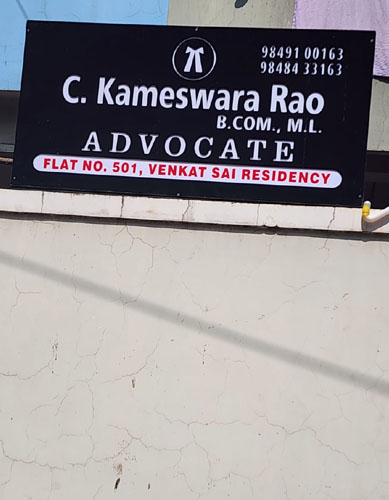 98491 00163
98484 33163
C. Kameswara Rao
B.COM., M.L.
ADVOCATE
FLAT NO. 501, VENKAT SAI RESIDENCY